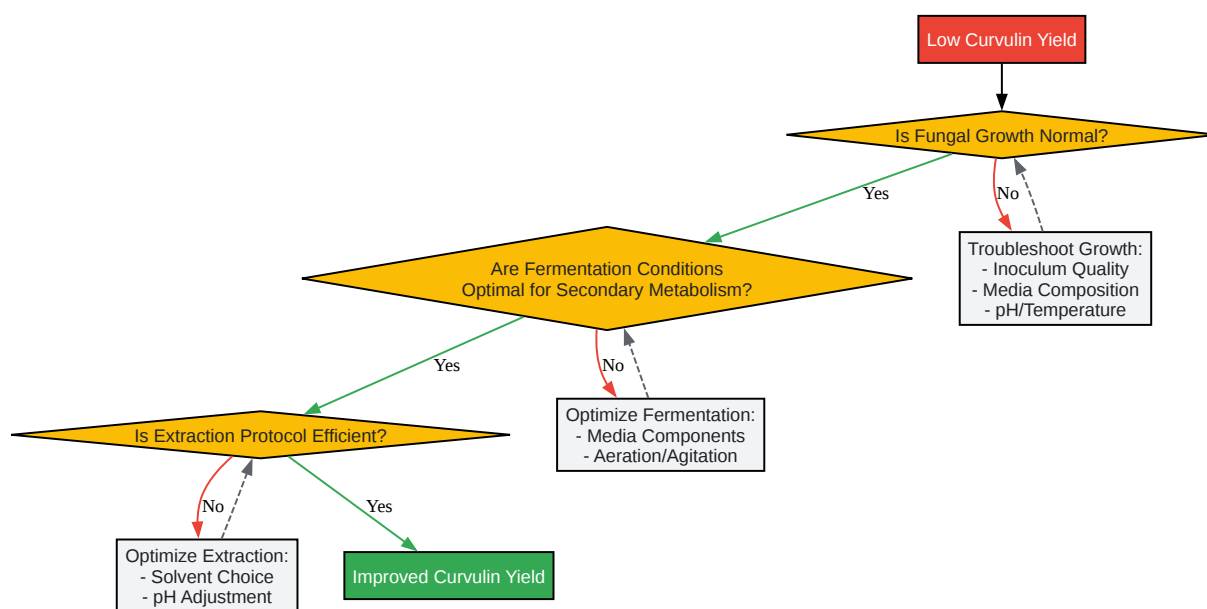 Low Curvulin Yield
Is Fungal Growth Normal?
Yes
No
Troubleshoot Growth:
- Inoculum Quality
- Media Composition
- pH/Temperature
Are Fermentation Conditions
Optimal for Secondary Metabolism?
Yes
No
Optimize Fermentation:
- Media Components
- Aeration/Agitation
Is Extraction Protocol Efficient?
No
Yes
Optimize Extraction:
- Solvent Choice
- pH Adjustment
Improved Curvulin Yield